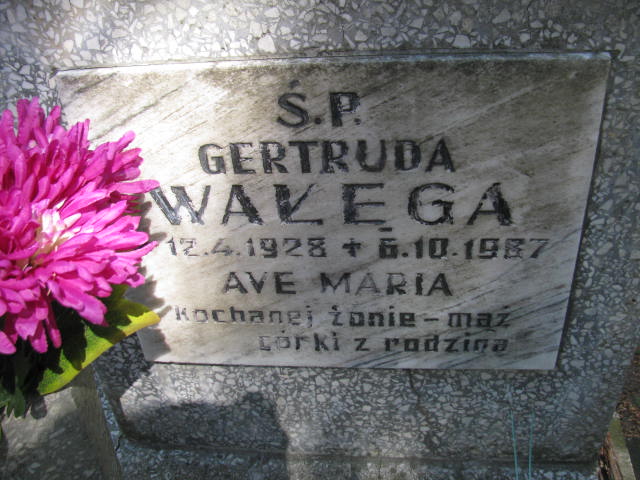 Ś.P.
GERTRUDA
WAŁĘGA
12.4.1928 + 6.10.1987
AVE MARIA
Kochanej żonie - mąż
córki z rodziną